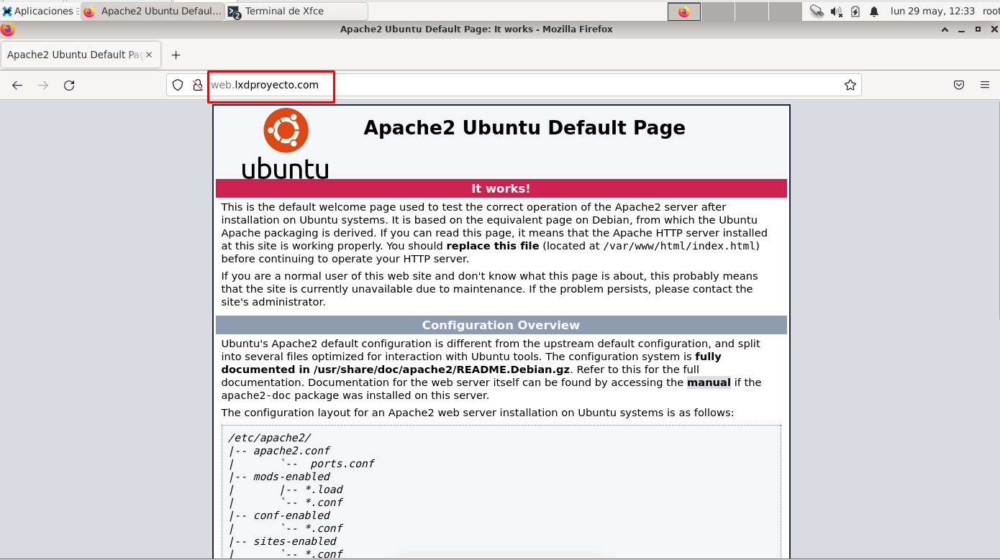 Aplicaciones
Apache2 Ubuntu Defaul...
2
Terminal de Xfce
lun 29 may, 12:33
root
Apache2 Ubuntu Default Page: It works - Mozilla Firefox
Apache2 Ubuntu Default Pag
web.lxdproyecto.com
ubuntu
Apache2 Ubuntu Default Page
It works!
This is the default welcome page used to test the correct operation of the Apache2 server after
installation on Ubuntu systems. It is based on the equivalent page on Debian, from which the Ubuntu
Apache packaging is derived. If you can read this page, it means that the Apache HTTP server installed
at this site is working properly. You should replace this file (located at /var/www/html/index.html)
before continuing to operate your HTTP server.
If you are a normal user of this web site and don't know what this page is about, this probably means
that the site is currently unavailable due to maintenance. If the problem persists, please contact the
site's administrator.
Configuration Overview
Ubuntu's Apache2 default configuration is different from the upstream default configuration, and split
into several files optimized for interaction with Ubuntu tools. The configuration system is fully
documented in /usr/share/doc/apache2/README.Debian.gz. Refer to this for the full
documentation. Documentation for the web server itself can be found by accessing the manual if the
apache2-doc package was installed on this server.
The configuration layout for an Apache2 web server installation on Ubuntu systems is as follows:
/etc/apache2/
|-- apache2.conf
|       `--  ports.conf
|-- mods-enabled
|       |-- *.load
|       `-- *.conf
|-- conf-enabled
|       `-- *.conf
|-- sites-enabled
|       `-- *.conf